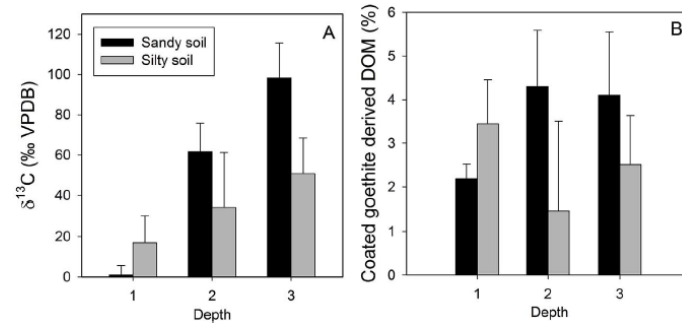 A
Sandy soil
Silty soil
δ¹³C (‰ VPDB)
120
100
80
60
40
20
0
1 2 3
Depth
B
Coated goethite derived DOM (%)
6
5
4
3
2
1
0
1 2 3
Depth